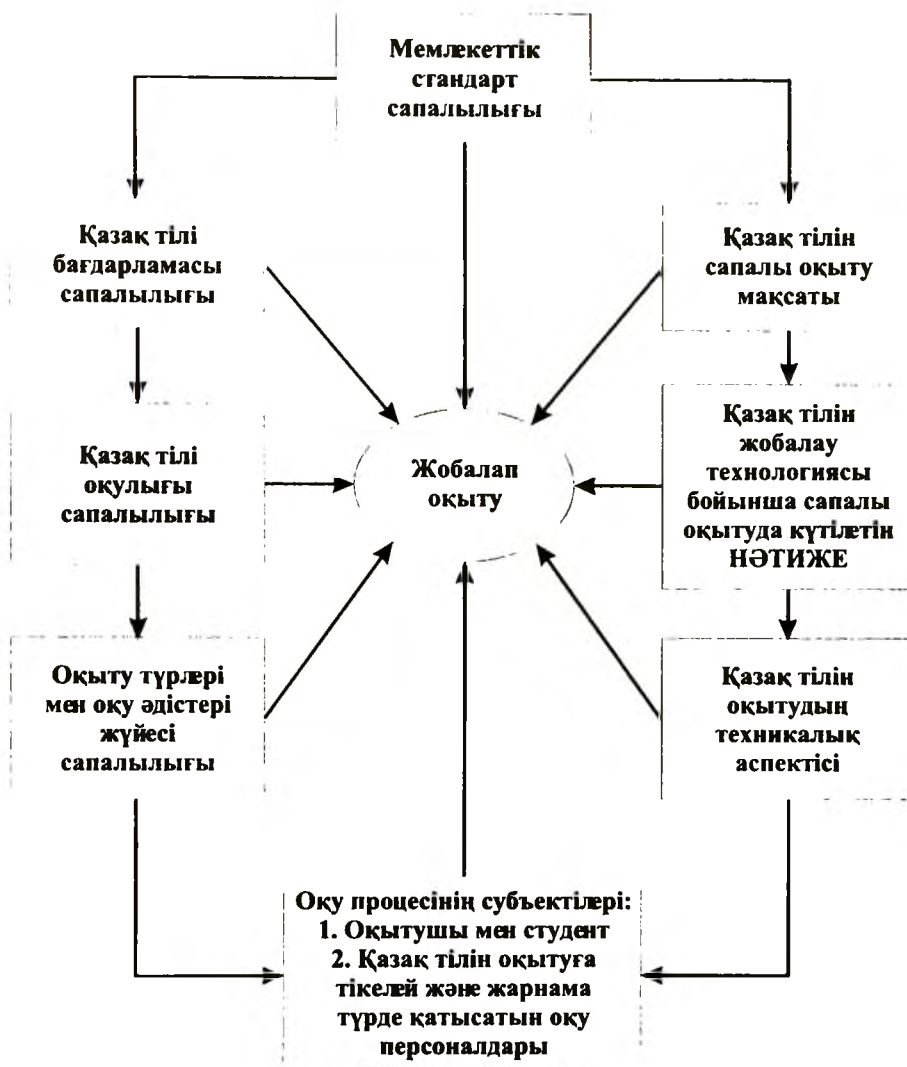 Мемлекеттік
стандарт
сапалылығы
Қазақ тілі
бағдарламасы
сапалылығы
Қазақ тілін
сапалы оқыту
мақсаты
Қазақ тілі
оқулығы
сапалылығы
Жобалап
оқыту
Қазақ тілін
жобалау
технологиясы
бойынша сапалы
оқытуда күтілетін
НӘТИЖЕ
Оқыту түрлері
мен оқу әдістері
жүйесі
сапалылығы
Қазақ тілін
оқытудың
техникалық
аспектісі
Оқу процесінің субъектілері:
1. Оқытушы мен студент
2. Қазақ тілін оқытуға
тікелей және жарнама
түрде қатысатын оқу
персоналдары